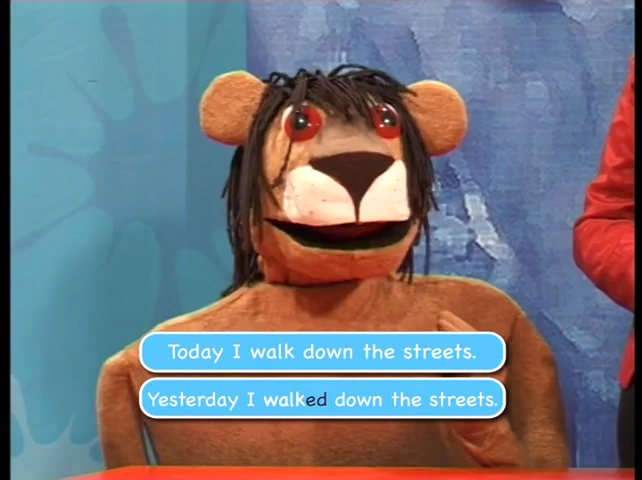 Today I walk down the streets.
Yesterday I walked down the streets.